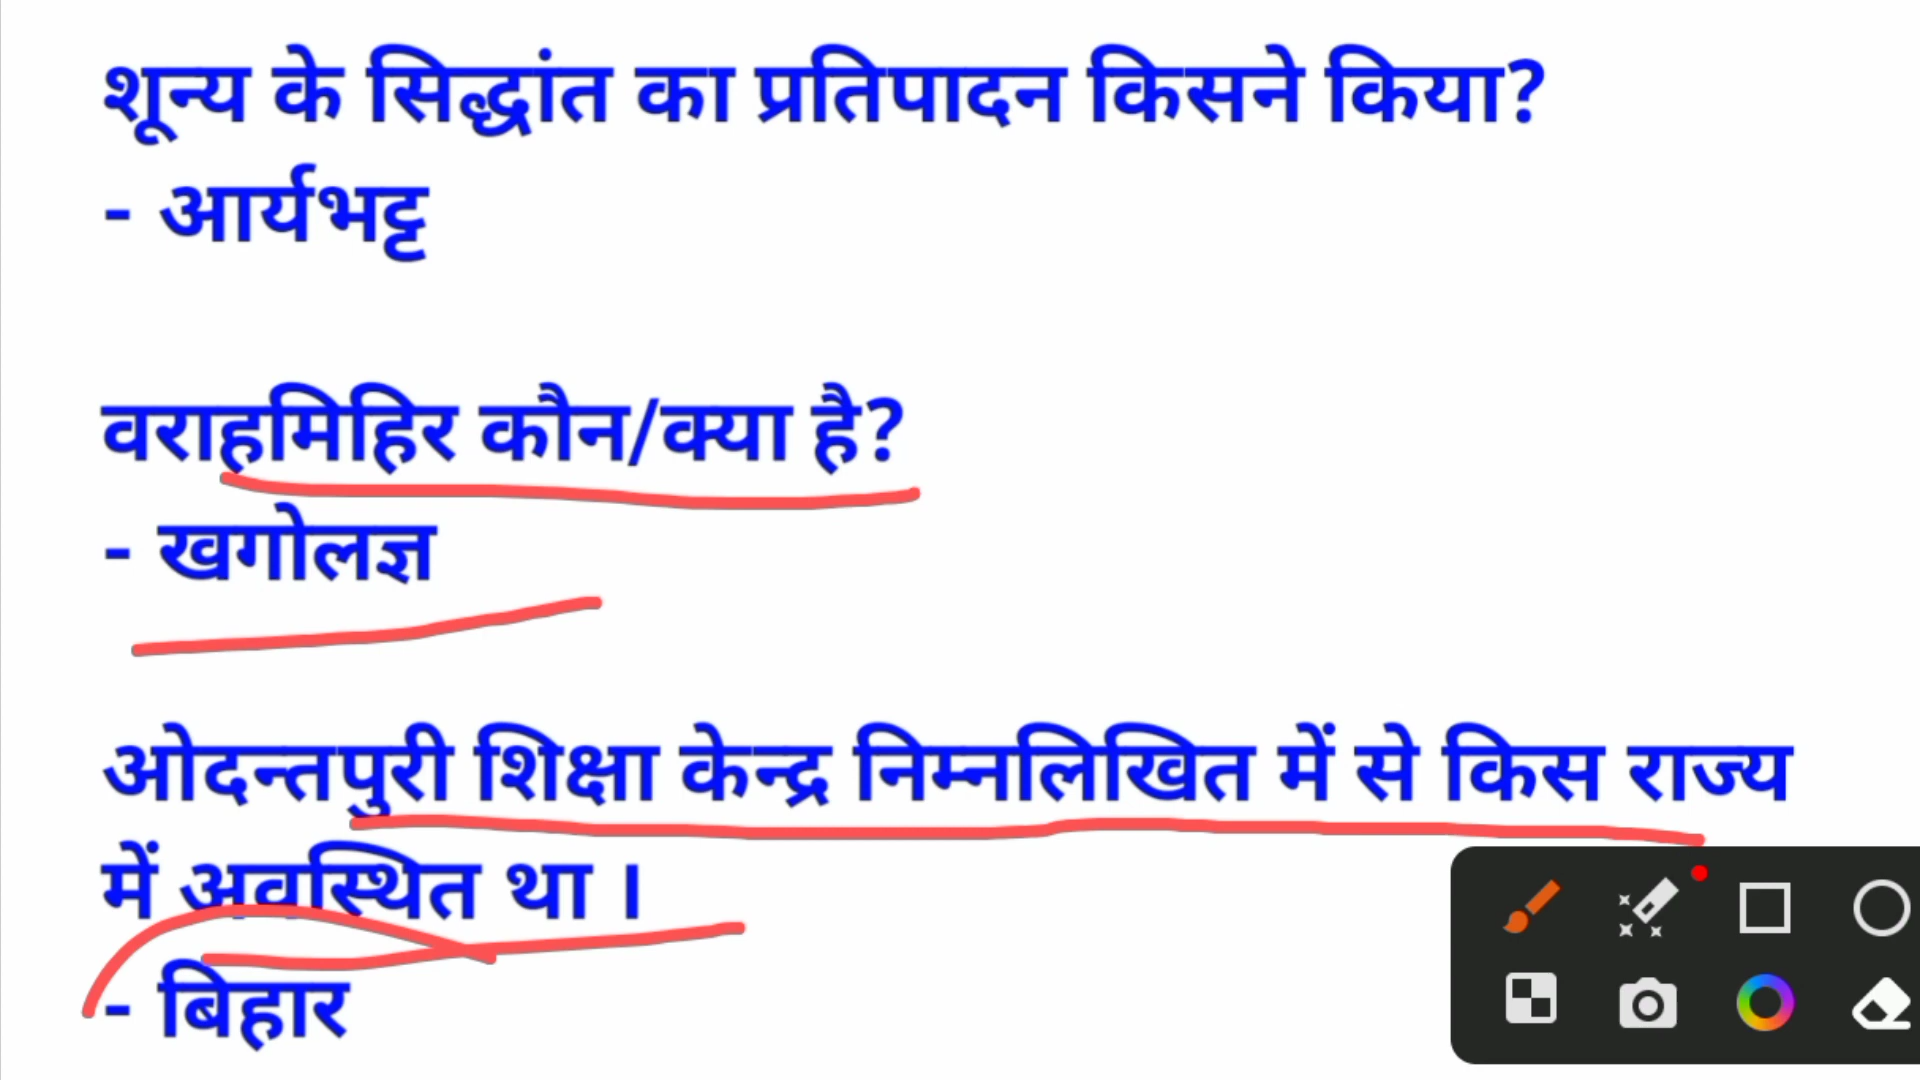 शून्य के सिद्धांत का प्रतिपादन किसने किया?
- आर्यभट्ट
वराहमिहिर कौन/क्या है?
- खगोलज्ञ
ओदन्तपुरी शिक्षा केन्द्र निम्नलिखित में से किस राज्य
में अवस्थित था ।
- बिहार